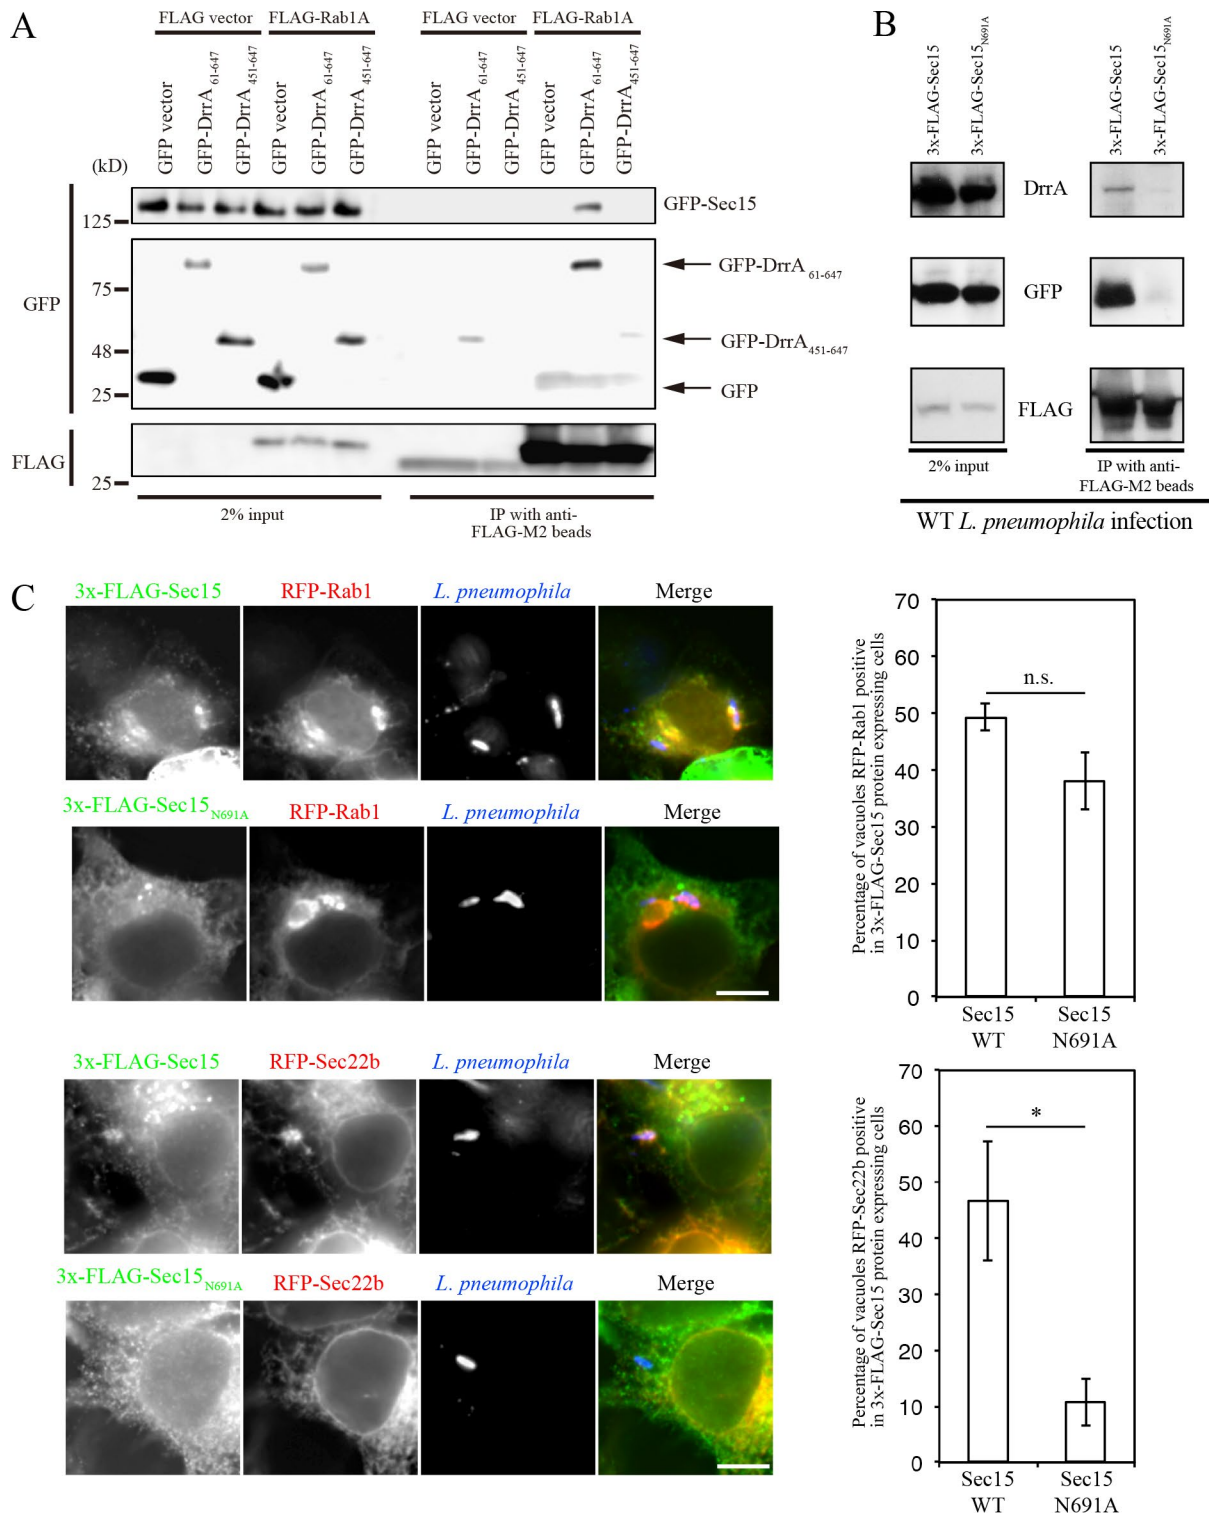 A
FLAG vector FLAG-Rab1A FLAG vector FLAG-Rab1A
GFP vector
GFP-DrrA61-647
GFP-DrrA451-647
GFP vector
GFP-DrrA61-647
GFP-DrrA451-647
GFP vector
GFP-DrrA61-647
GFP-DrrA451-647
GFP vector
GFP-DrrA61-647
GFP-DrrA451-647
(kD)
GFP-Sec15
125
GFP-DrrA61-647
75
GFP
GFP-DrrA451-647
48
GFP
25
FLAG
25
2% input
IP with anti-
FLAG-M2 beads
B
3x-FLAG-Sec15
3x-FLAG-Sec15N691A
3x-FLAG-Sec15
3x-FLAG-Sec15N691A
DrrA
GFP
FLAG
2% input
IP with anti-
FLAG-M2 beads
WT L. pneumophila infection
C
3x-FLAG-Sec15 RFP-Rab1 L. pneumophila Merge
3x-FLAG-Sec15N691A RFP-Rab1 L. pneumophila Merge
Percentage of vacuoles RFP-Rab1 positive
in 3x-FLAG-Sec15 protein expressing cells
70
60
50
40
30
20
10
0
n.s.
Sec15
WT
Sec15
N691A
3x-FLAG-Sec15 RFP-Sec22b L. pneumophila Merge
3x-FLAG-Sec15N691A RFP-Sec22b L. pneumophila Merge
Percentage of vacuoles RFP-Sec22b positive
in 3x-FLAG-Sec15 protein expressing cells
70
60
50
40
30
20
10
0
*
Sec15
WT
Sec15
N691A